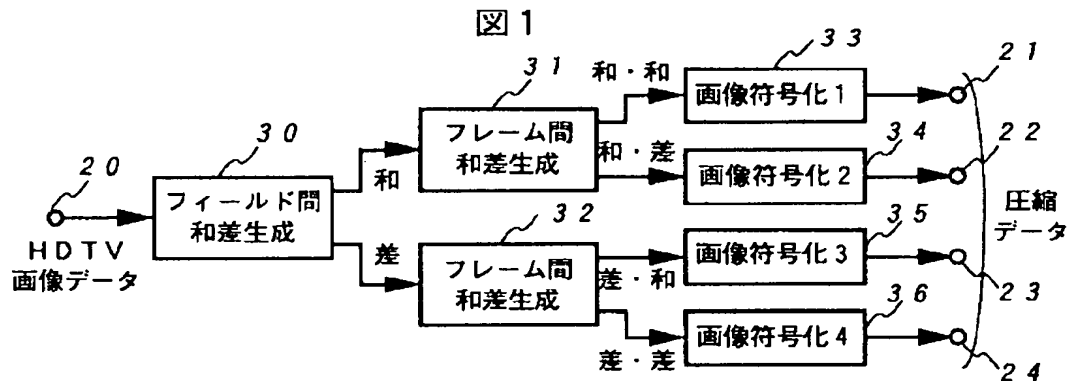 図1
33
21
31
和・和
画像符号化1
34
22
30
フレーム間
和差生成
和・差
20
和
画像符号化2
圧縮
データ
フィールド間
和差生成
32
35
HDTV
画像データ
差
フレーム間
和差生成
画像符号化3
差・和
36
23
画像符号化4
差・差
24